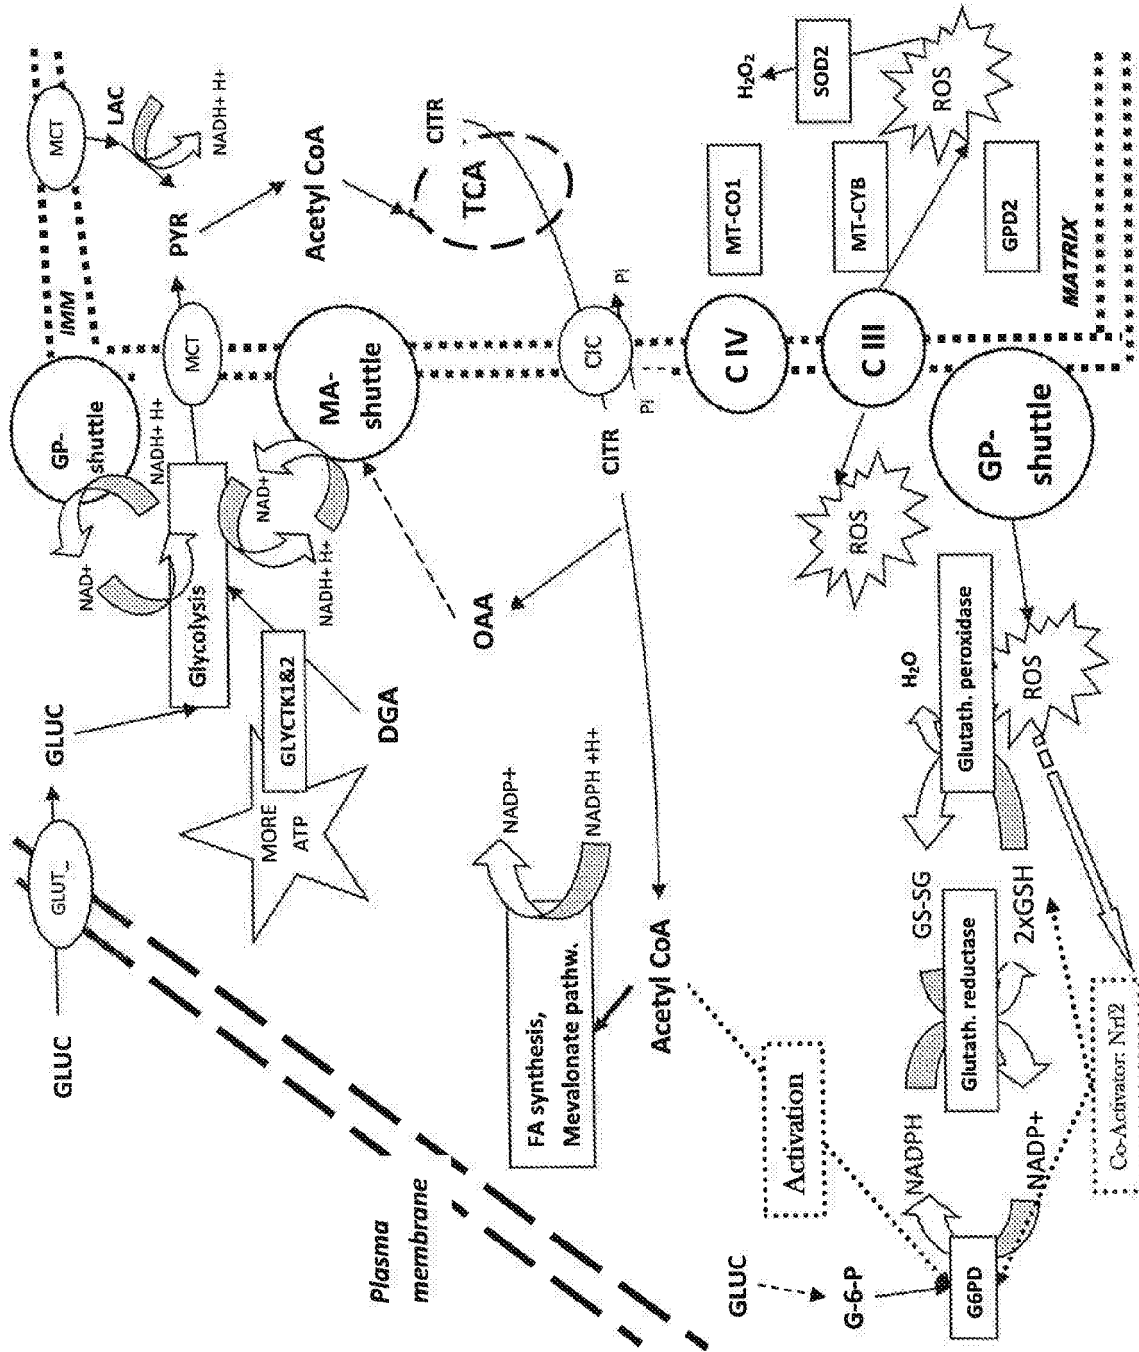 GLUC
GLUT_
GLUC
NAD+
GP-
shuttle
NADH+ H+
IMM
MCT
LAC
NADH+ H+
Glycolysis
MCT
PYR
MORE
ATP
GLYCTK1&2
NADH+ H+
NAD+
MA-
shuttle
Acetyl CoA
DGA
OAA
TCA
CITR
Plasma
membrane
FA synthesis,
Mevalonate pathw.
NADP+
NADPH +H+
CITR
CIC
Pi
Pi
Acetyl CoA
Activation
GLUC
G-6-P
G6PD
NADPH
NADP+
Glutath. reductase
GS-SG
2xGSH
H₂O
Glutath. peroxidase
ROS
Co-Activator: Nrf2
C IV
MT-CO1
H₂O₂
SOD2
ROS
C III
MT-CYB
ROS
GP-
shuttle
GPD2
MATRIX